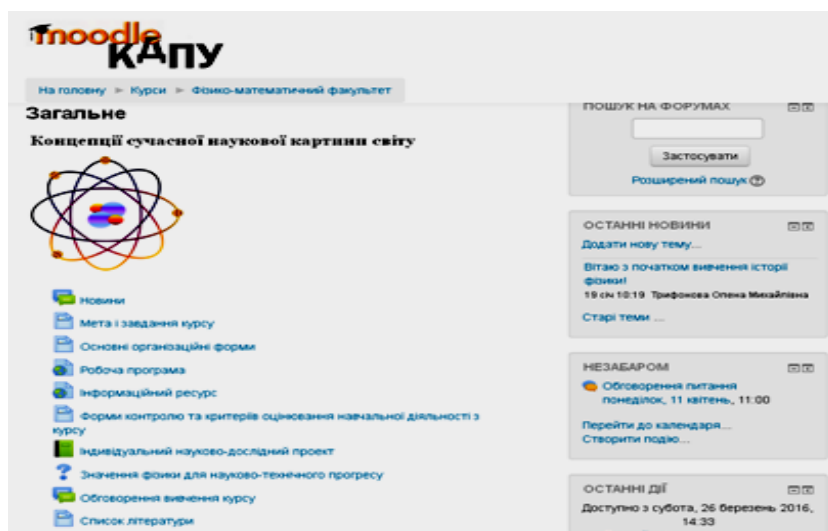 moodle
КДПУ
На головну ► Курси ► Фізико-математичний факультет
Загальне
Концепції сучасної наукової картини світу
Новини
Мета і завдання курсу
Основні організаційні форми
Робоча програма
Інформаційний ресурс
Форми контролю та критеріїв оцінювання навчальної діяльності з
курсу
Індивідуальний науково-дослідний проект
Значення фізики для науково-технічного прогресу
Обговорення вивчення курсу
Список літератури
ПОШУК НА ФОРУМАХ
Застосувати
Розширений пошук
ОСТАННІ НОВИНИ
Додати нову тему...
Вітаю з початком вивчення історії
фізики!
19 січ 10:19 Трифонова Олена Михайлівна
Старі теми ...
НЕЗАБАРОМ
Обговорення питання
понеділок, 11 квітень, 11:00
Перейти до календаря...
Створити подію...
ОСТАННІ ДІЇ
Доступно з субота, 26 березень 2016,
14:33